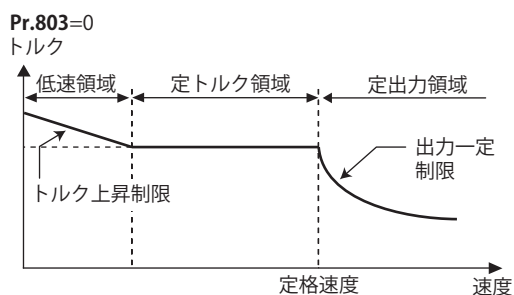 Pr.803=0
トルク
低速領域
定トルク領域
定出力領域
トルク上昇制限
出力一定
制限
定格速度
速度